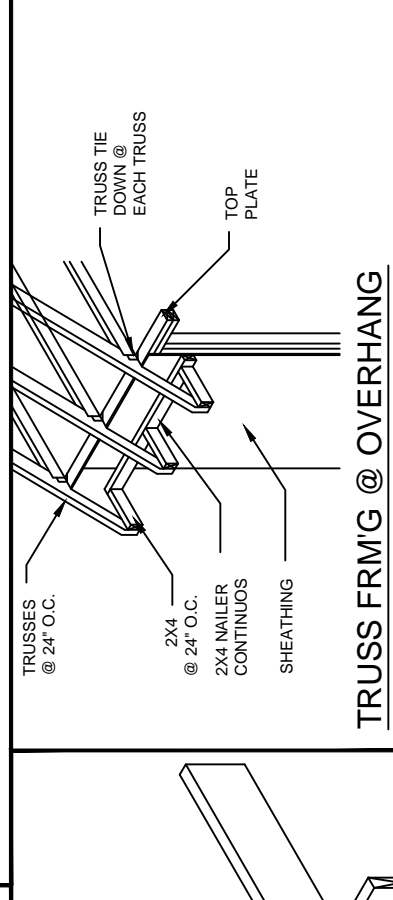 TRUSSES
@ 24" O.C.
2X4
@ 24" O.C.
2X4 NAILER
CONTINUOS
SHEATHING
TRUSS TIE
DOWN @
EACH TRUSS
TOP
PLATE
TRUSS FRM'G @ OVERHANG